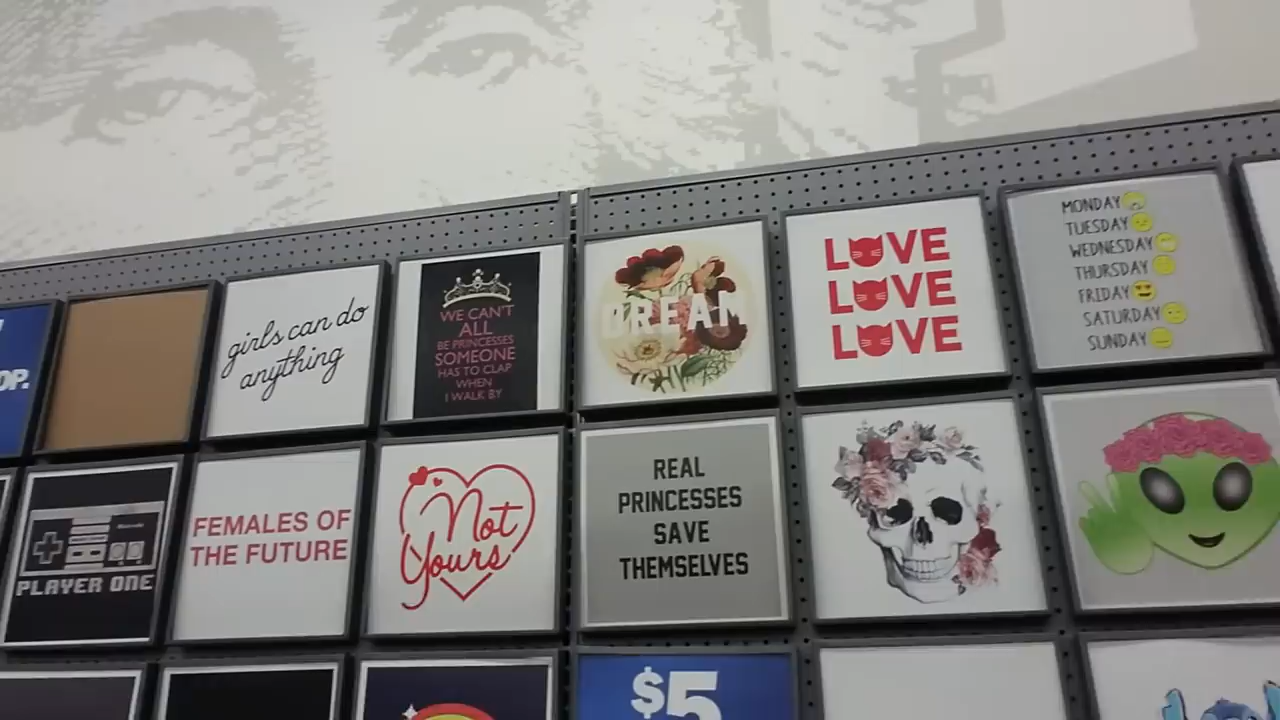 OP.
girls can do
anything
WE CAN'T
ALL
BE PRINCESSES
SOMEONE
HAS TO CLAP
WHEN
I WALK BY
DREAM
LOVE
LOVE
LOVE
MONDAY
TUESDAY
WEDNESDAY
THURSDAY
FRIDAY
SATURDAY
SUNDAY
Nintendo
PLAYER ONE
FEMALES OF
THE FUTURE
Not
Yours
REAL
PRINCESSES
SAVE
THEMSELVES
$5